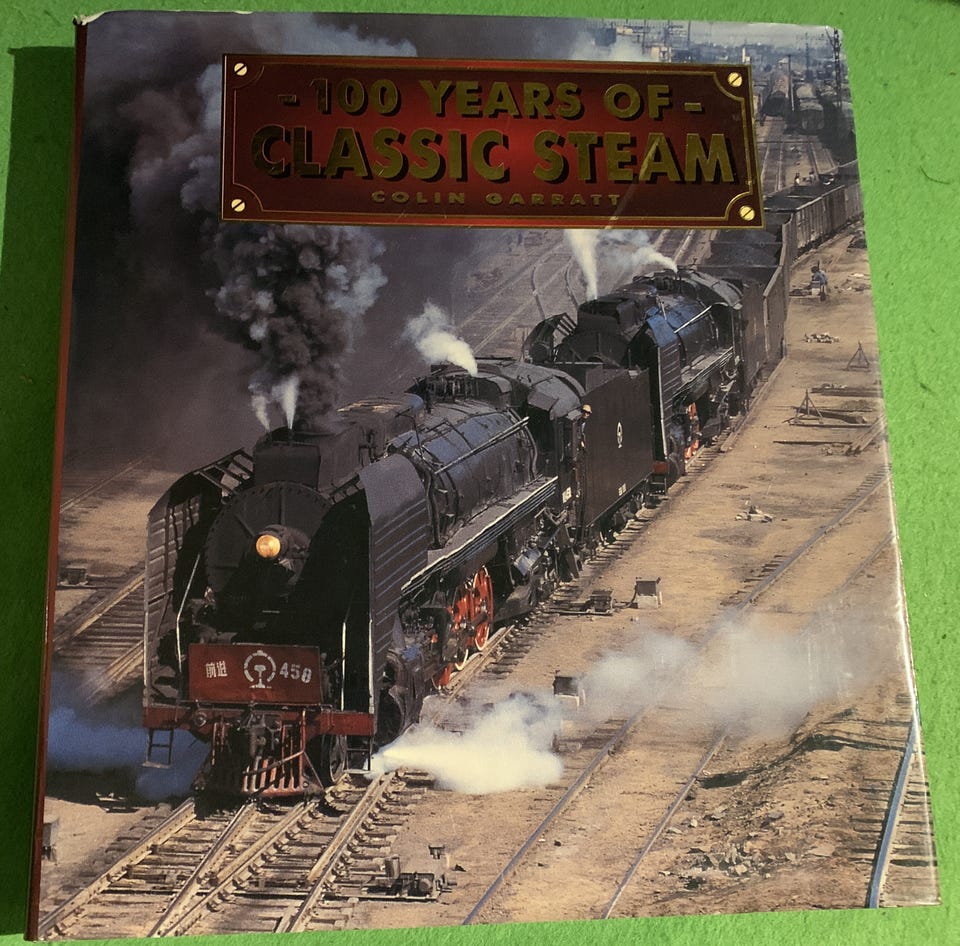 - 100 YEARS OF -
CLASSIC STEAM
COLIN GARRATT
前进 450